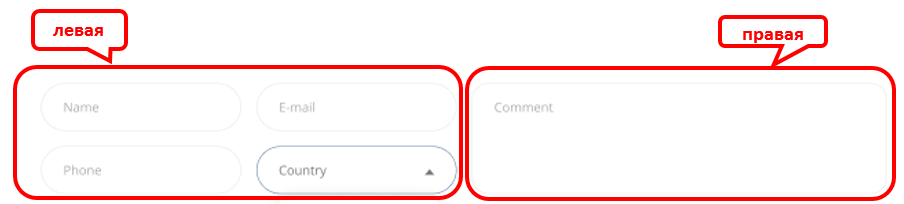 левая
правая
Name
E-mail
Comment
Phone
Country